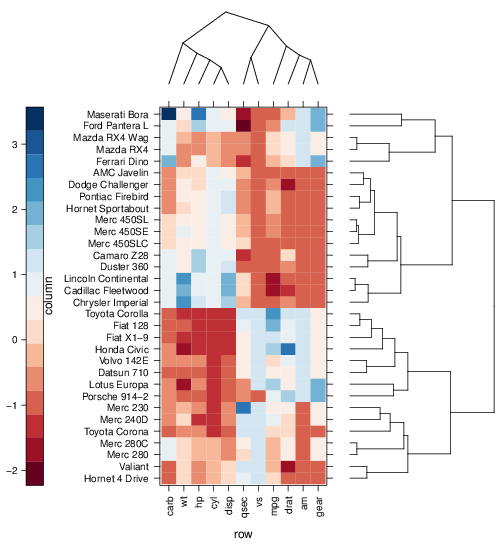 Maserati Bora
Ford Pantera L
Mazda RX4 Wag
Mazda RX4
Ferrari Dino
AMC Javelin
Dodge Challenger
Pontiac Firebird
Hornet Sportabout
Merc 450SL
Merc 450SE
Merc 450SLC
Camaro Z28
Duster 360
Lincoln Continental
Cadillac Fleetwood
Chrysler Imperial
Toyota Corolla
Fiat 128
Fiat X1−9
Honda Civic
Volvo 142E
Datsun 710
Lotus Europa
Porsche 914−2
Merc 230
Merc 240D
Toyota Corona
Merc 280C
Merc 280
Valiant
Hornet 4 Drive
3
2
1
0
−1
−2
column
carb
wt
hp
cyl
disp
qsec
vs
mpg
drat
am
gear
row